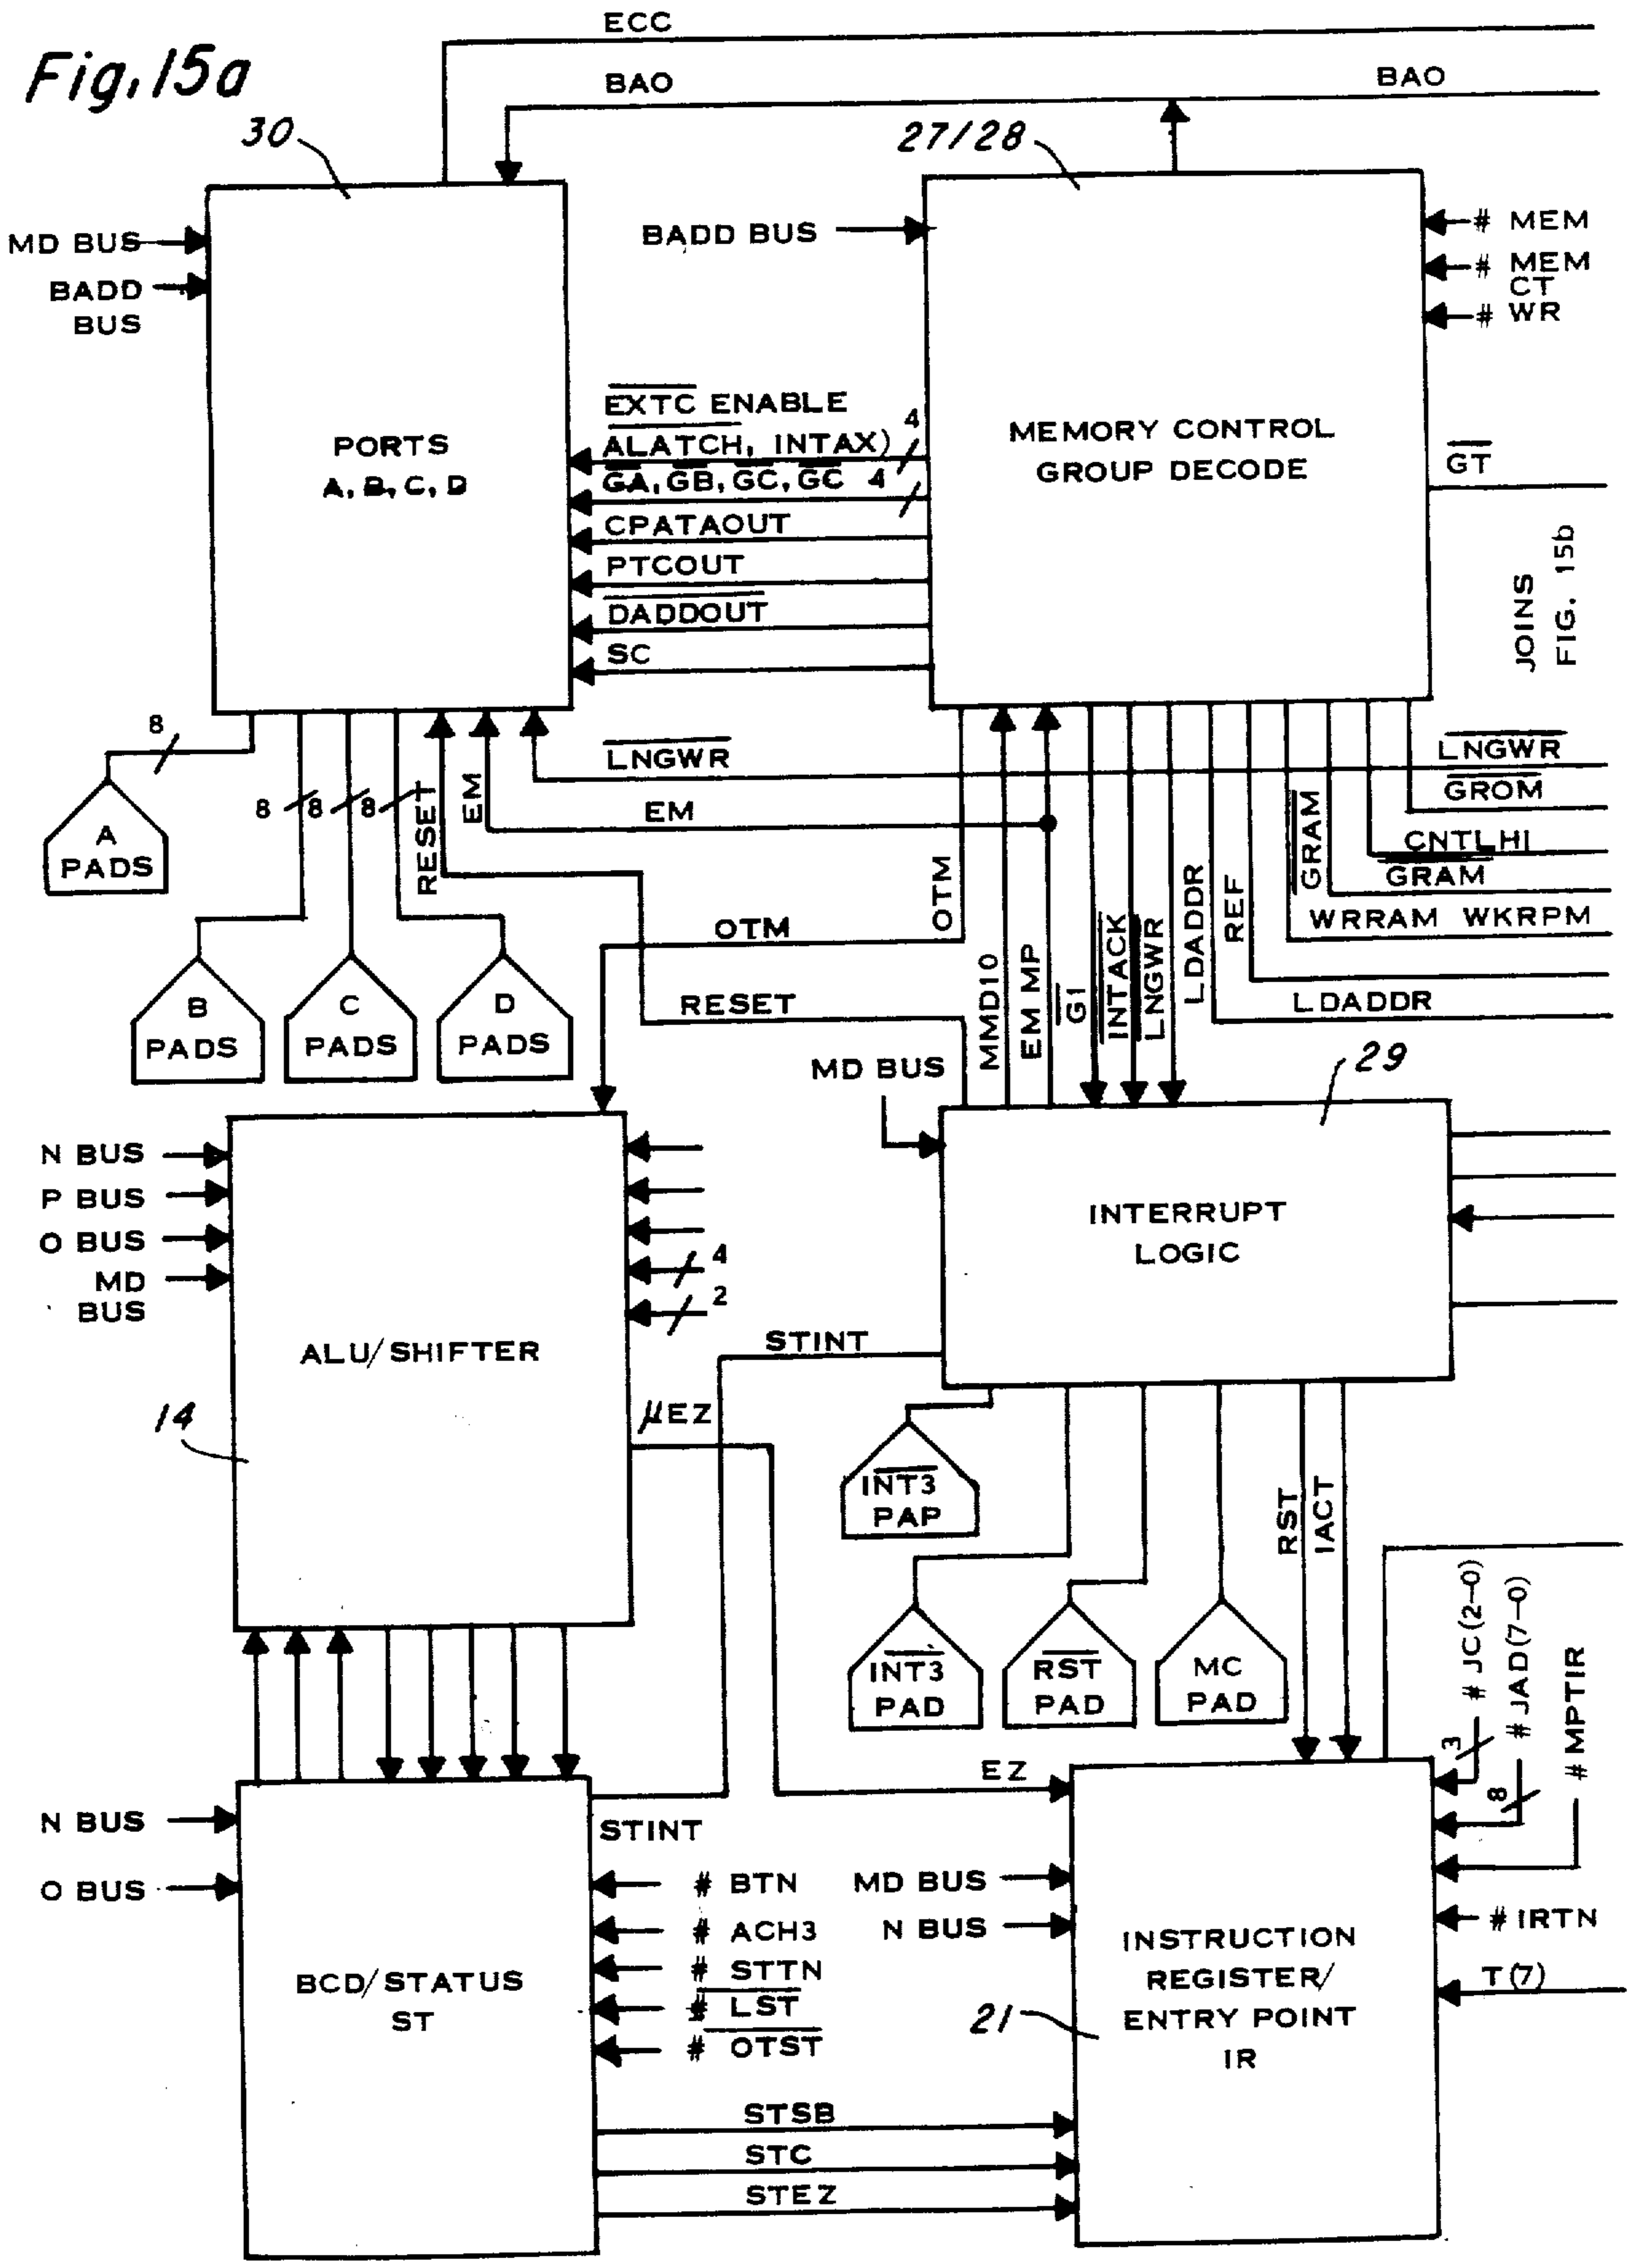 Fig. 15a
ECC
BAO
BAO
30
27/28
MD BUS
BADD
BUS
BADD BUS
# MEM
# MEM
CT
# WR
PORTS
A, B, C, D
EXTC ENABLE
ALATCH, INTAX)
4
GA, GB, GC, GC 4
CPATAOUT
PTCOUT
DADDOUT
SC
MEMORY CONTROL
GROUP DECODE
GT
JOINS
FIG. 15b
8
8
8
8
RESET
EM
LNGWR
EM
LNGWR
GROM
CNTLHI
GRAM
GRAM
WRRAM WKRPM
LDADDR
A
PADS
B
PADS
C
PADS
D
PADS
OTM
OTM
RESET
MMD10
EM MP
G1
INTACK
LNGWR
LDADDR
REF
MD BUS
29
N BUS
P BUS
O BUS
MD
BUS
4
2
ALU/SHIFTER
14
INTERRUPT
LOGIC
STINT
µEZ
INT3
PAP
INT3
PAD
RST
PAD
MC
PAD
RST
IACT
# JC(2-0)
# JAD(7-0)
# MPTIR
3
8
EZ
N BUS
O BUS
STINT
# BTN
# ACH3
# STTN
# LST
# OTST
BCD/STATUS
ST
MD BUS
N BUS
# IRTN
T(7)
INSTRUCTION
REGISTER/
ENTRY POINT
IR
21
STSB
STC
STEZ